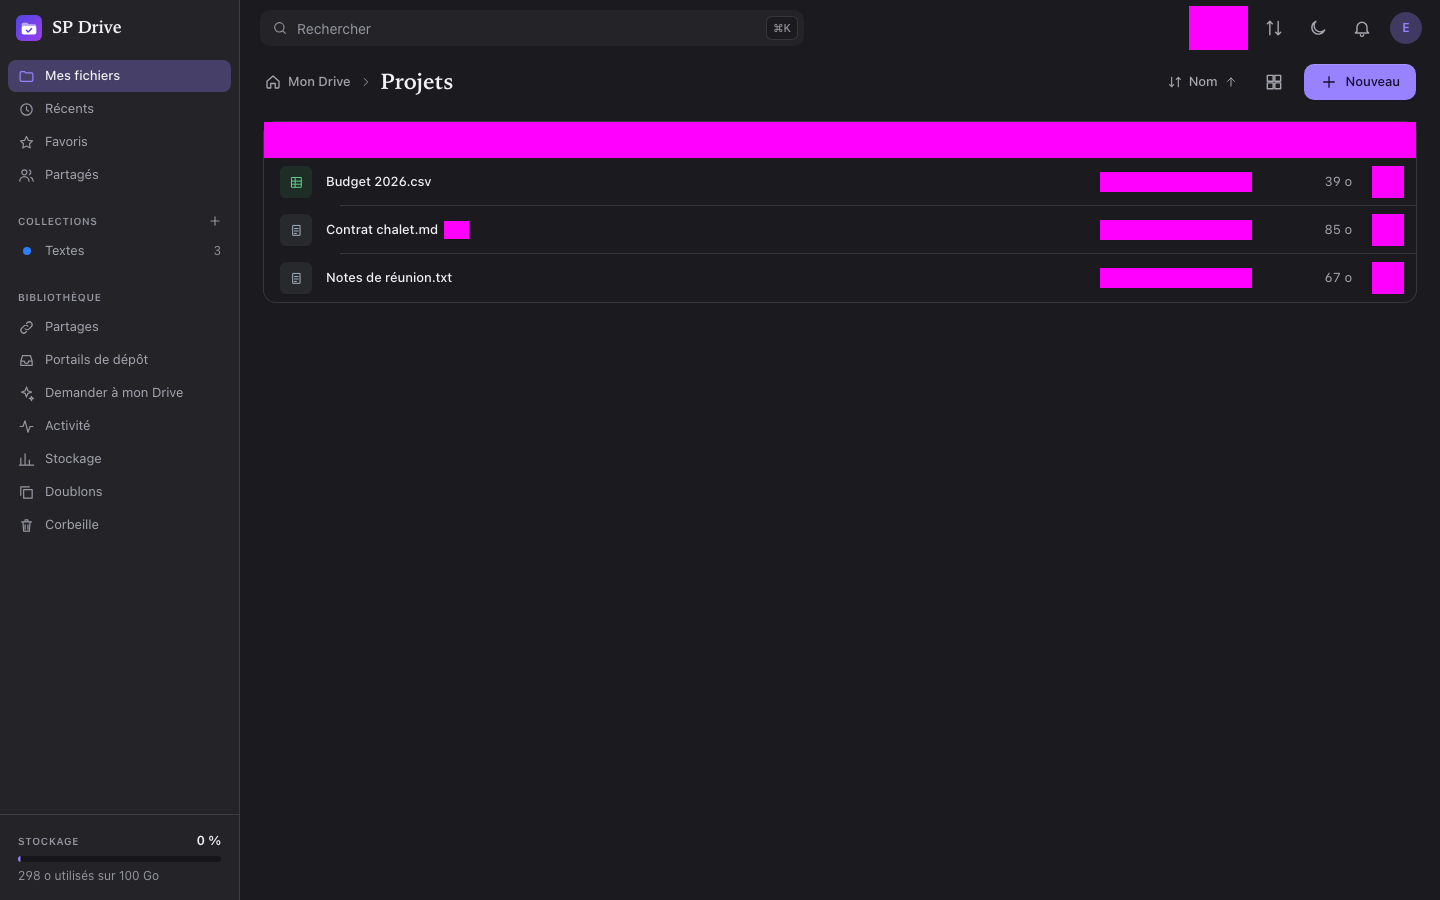 SP Drive
Rechercher
⌘K
E
Mes fichiers
Récents
Favoris
Partagés
COLLECTIONS
Textes 3
BIBLIOTHÈQUE
Partages
Portails de dépôt
Demander à mon Drive
Activité
Stockage
Doublons
Corbeille
STOCKAGE 0 %
298 o utilisés sur 100 Go
Mon Drive
Projets
Nom
Nouveau
Budget 2026.csv 39 o
Contrat chalet.md 85 o
Notes de réunion.txt 67 o